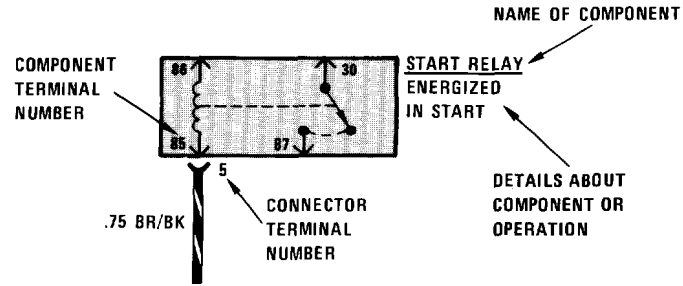 NAME OF COMPONENT
COMPONENT
TERMINAL
NUMBER
86
30
START RELAY
ENERGIZED
IN START
85
87
5
DETAILS ABOUT
COMPONENT OR
OPERATION
CONNECTOR
TERMINAL
NUMBER
.75 BR/BK